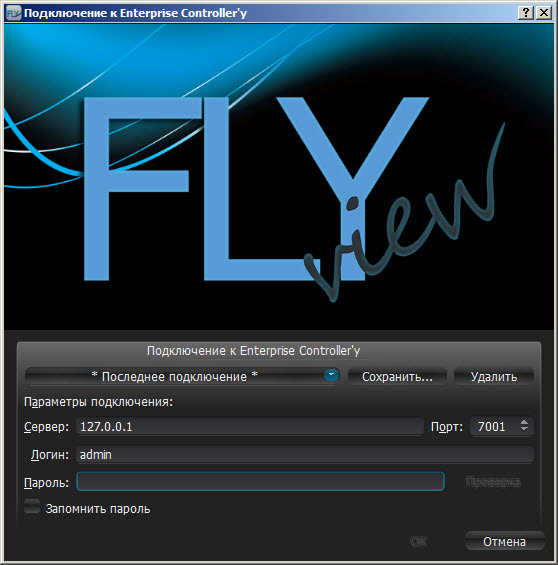 FLY Подключение к Enterprise Controller'у
FLY
view
Подключение к Enterprise Controller'у
* Последнее подключение * Сохранить... Удалить
Параметры подключения:
Сервер: 127.0.0.1 Порт: 7001
Логин: admin
Пароль: Проверка
Запомнить пароль
OK Отмена